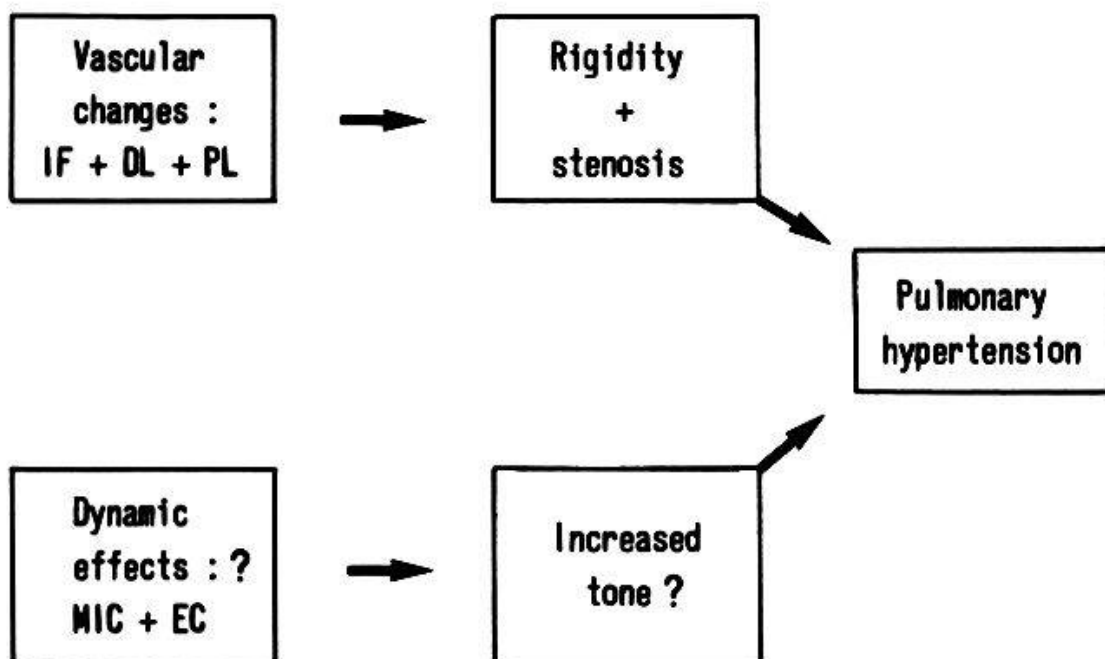 Vascular
changes :
IF + DL + PL
Rigidity
+
stenosis
Pulmonary
hypertension
Dynamic
effects : ?
MIC + EC
Increased
tone ?